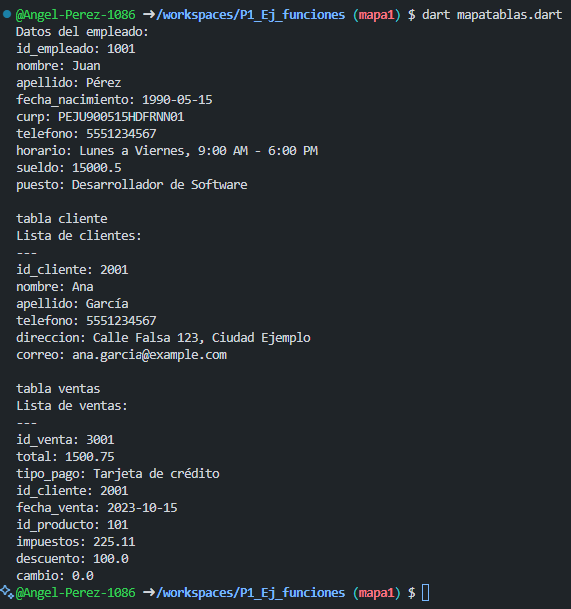 @Angel-Perez-1086 ➜/workspaces/P1_Ej_funciones (mapa1) $ dart mapatablas.dart
Datos del empleado:
id_empleado: 1001
nombre: Juan
apellido: Pérez
fecha_nacimiento: 1990-05-15
curp: PEJU900515HDFRNN01
telefono: 5551234567
horario: Lunes a Viernes, 9:00 AM - 6:00 PM
sueldo: 15000.5
puesto: Desarrollador de Software

tabla cliente
Lista de clientes:
---
id_cliente: 2001
nombre: Ana
apellido: García
telefono: 5551234567
direccion: Calle Falsa 123, Ciudad Ejemplo
correo: ana.garcia@example.com

tabla ventas
Lista de ventas:
---
id_venta: 3001
total: 1500.75
tipo_pago: Tarjeta de crédito
id_cliente: 2001
fecha_venta: 2023-10-15
id_producto: 101
impuestos: 225.11
descuento: 100.0
cambio: 0.0
@Angel-Perez-1086 ➜/workspaces/P1_Ej_funciones (mapa1) $